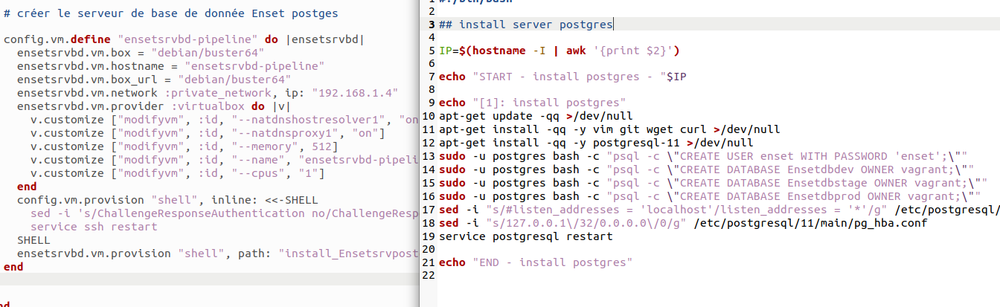 # créer le serveur de base de donnée Enset postges
config.vm.define "ensetsrvbd-pipeline" do |ensetsrvbd|
ensetsrvbd.vm.box = "debian/buster64"
ensetsrvbd.vm.hostname = "ensetsrvbd-pipeline"
ensetsrvbd.vm.box_url = "debian/buster64"
ensetsrvbd.vm.network :private_network, ip: "192.168.1.4"
ensetsrvbd.vm.provider :virtualbox do |v|
v.customize ["modifyvm", :id, "--natdnshostresolver1", "on
v.customize ["modifyvm", :id, "--natdnsproxy1", "on"]
v.customize ["modifyvm", :id, "--memory", 512]
v.customize ["modifyvm", :id, "--name", "ensetsrvbd-pipeli
v.customize ["modifyvm", :id, "--cpus", "1"]
end
config.vm.provision "shell", inline: <<-SHELL
sed -i 's/ChallengeResponseAuthentication no/ChallengeResp
service ssh restart
SHELL
ensetsrvbd.vm.provision "shell", path: "install_Ensetsrvpost
end
1 #!/bin/bash
2
3 ## install server postgres
4
5 IP=$(hostname -I | awk '{print $2}')
6
7 echo "START - install postgres - "$IP
8
9 echo "[1]: install postgres"
10 apt-get update -qq >/dev/null
11 apt-get install -qq -y vim git wget curl >/dev/null
12 apt-get install -qq -y postgresql-11 >/dev/null
13 sudo -u postgres bash -c "psql -c \"CREATE USER enset WITH PASSWORD 'enset';\""
14 sudo -u postgres bash -c "psql -c \"CREATE DATABASE Ensetdbdev OWNER vagrant;\""
15 sudo -u postgres bash -c "psql -c \"CREATE DATABASE Ensetdbstage OWNER vagrant;\""
16 sudo -u postgres bash -c "psql -c \"CREATE DATABASE Ensetdbprod OWNER vagrant;\""
17 sed -i "s/#listen_addresses = 'localhost'/listen_addresses = '*'/g" /etc/postgresql/
18 sed -i "s/127.0.0.1\/32/0.0.0.0\/0/g" /etc/postgresql/11/main/pg_hba.conf
19 service postgresql restart
20
21 echo "END - install postgres"
22